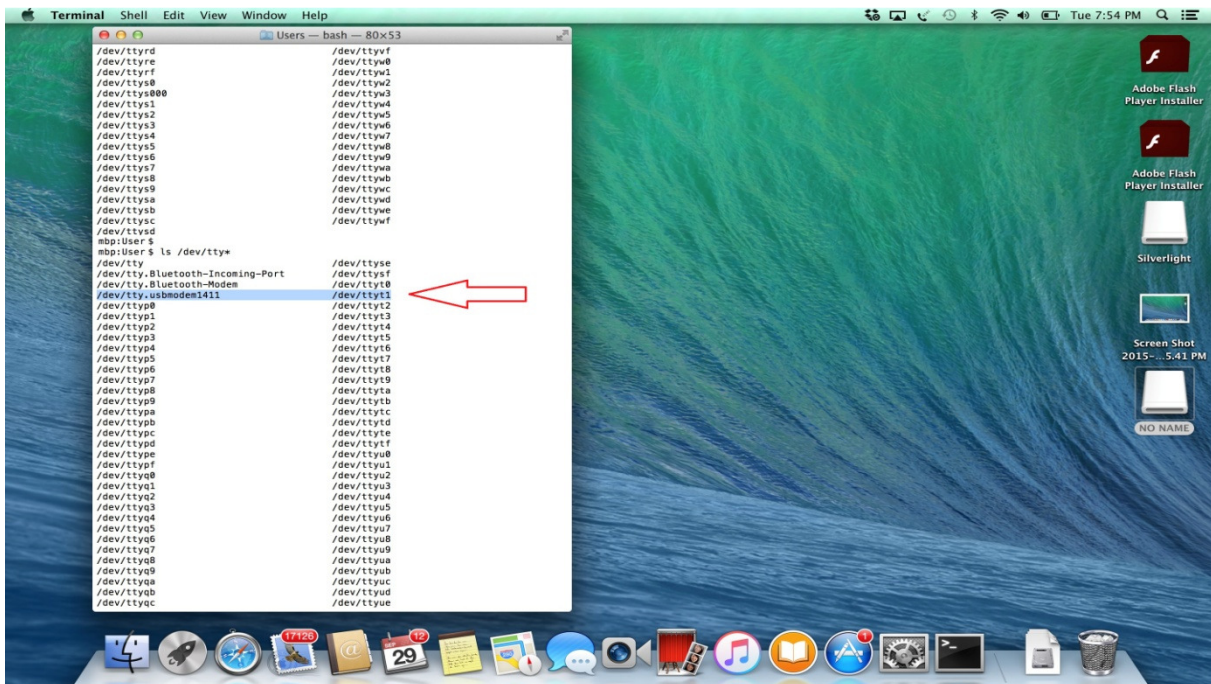 Terminal Shell Edit View Window Help Tue 7:54 PM
Users — bash — 80×53
/dev/ttyrd /dev/ttyvf
/dev/ttyre /dev/ttyw0
/dev/ttyrf /dev/ttyw1
/dev/ttys0 /dev/ttyw2
/dev/ttys000 /dev/ttyw3
/dev/ttys1 /dev/ttyw4
/dev/ttys2 /dev/ttyw5
/dev/ttys3 /dev/ttyw6
/dev/ttys4 /dev/ttyw7
/dev/ttys5 /dev/ttyw8
/dev/ttys6 /dev/ttyw9
/dev/ttys7 /dev/ttywa
/dev/ttys8 /dev/ttywb
/dev/ttys9 /dev/ttywc
/dev/ttysa /dev/ttywd
/dev/ttysb /dev/ttywe
/dev/ttysc /dev/ttywf
/dev/ttysd
mbp:User $
mbp:User $ ls /dev/tty*
/dev/tty /dev/ttyse
/dev/tty.Bluetooth-Incoming-Port /dev/ttysf
/dev/tty.Bluetooth-Modem /dev/ttyt0
/dev/tty.usbmodem1411 /dev/ttyt1
/dev/ttyp0 /dev/ttyt2
/dev/ttyp1 /dev/ttyt3
/dev/ttyp2 /dev/ttyt4
/dev/ttyp3 /dev/ttyt5
/dev/ttyp4 /dev/ttyt6
/dev/ttyp5 /dev/ttyt7
/dev/ttyp6 /dev/ttyt8
/dev/ttyp7 /dev/ttyt9
/dev/ttyp8 /dev/ttyta
/dev/ttyp9 /dev/ttytb
/dev/ttypa /dev/ttytc
/dev/ttypb /dev/ttytd
/dev/ttypc /dev/ttyte
/dev/ttypd /dev/ttytf
/dev/ttype /dev/ttyu0
/dev/ttypf /dev/ttyu1
/dev/ttyq0 /dev/ttyu2
/dev/ttyq1 /dev/ttyu3
/dev/ttyq2 /dev/ttyu4
/dev/ttyq3 /dev/ttyu5
/dev/ttyq4 /dev/ttyu6
/dev/ttyq5 /dev/ttyu7
/dev/ttyq6 /dev/ttyu8
/dev/ttyq7 /dev/ttyu9
/dev/ttyq8 /dev/ttyua
/dev/ttyq9 /dev/ttyub
/dev/ttyqa /dev/ttyuc
/dev/ttyqb /dev/ttyud
/dev/ttyqc /dev/ttyue
Adobe Flash
Player Installer
Adobe Flash
Player Installer
Silverlight
Screen Shot
2015-...5.41 PM
NO NAME
17126
12
29
1